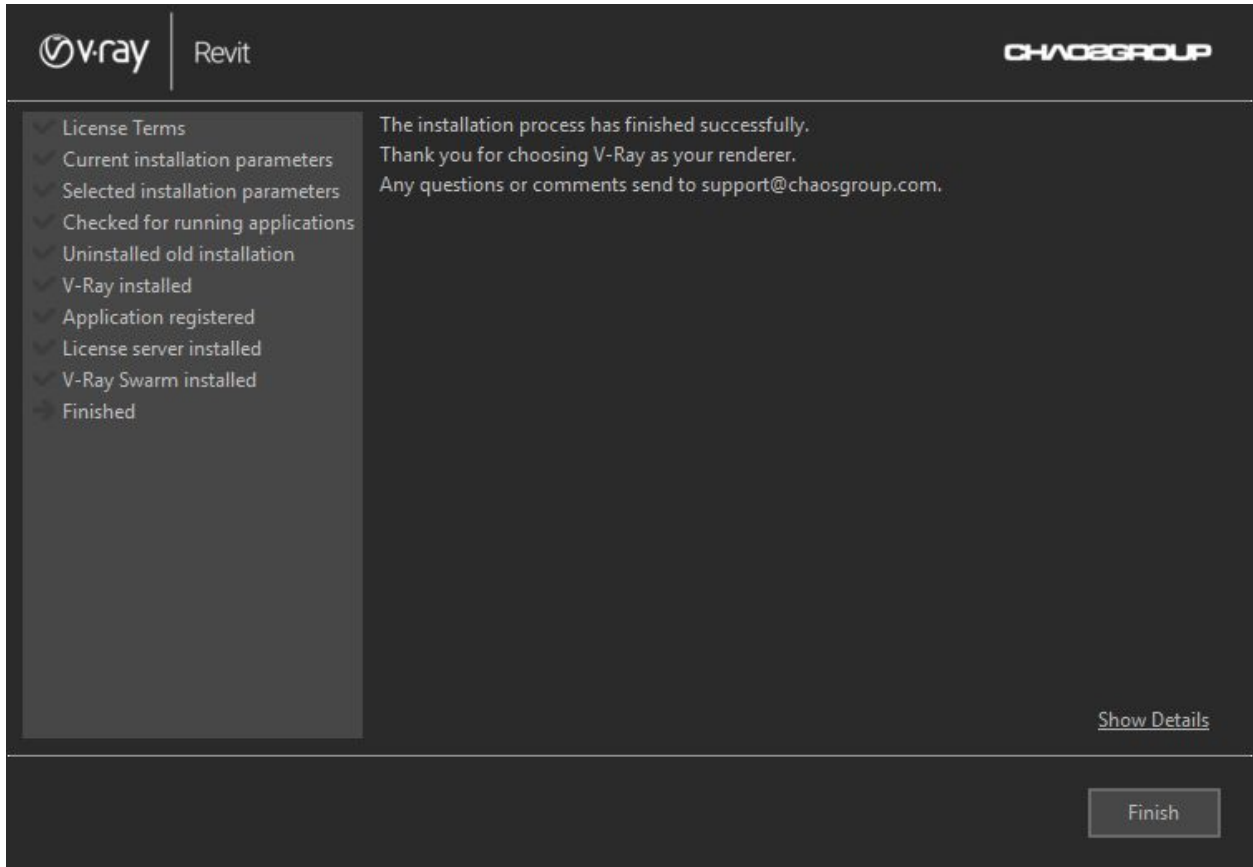 v·ray
Revit
CHAOSGROUP
License Terms
Current installation parameters
Selected installation parameters
Checked for running applications
Uninstalled old installation
V-Ray installed
Application registered
License server installed
V-Ray Swarm installed
Finished
The installation process has finished successfully.
Thank you for choosing V-Ray as your renderer.
Any questions or comments send to support@chaosgroup.com.
Show Details
Finish